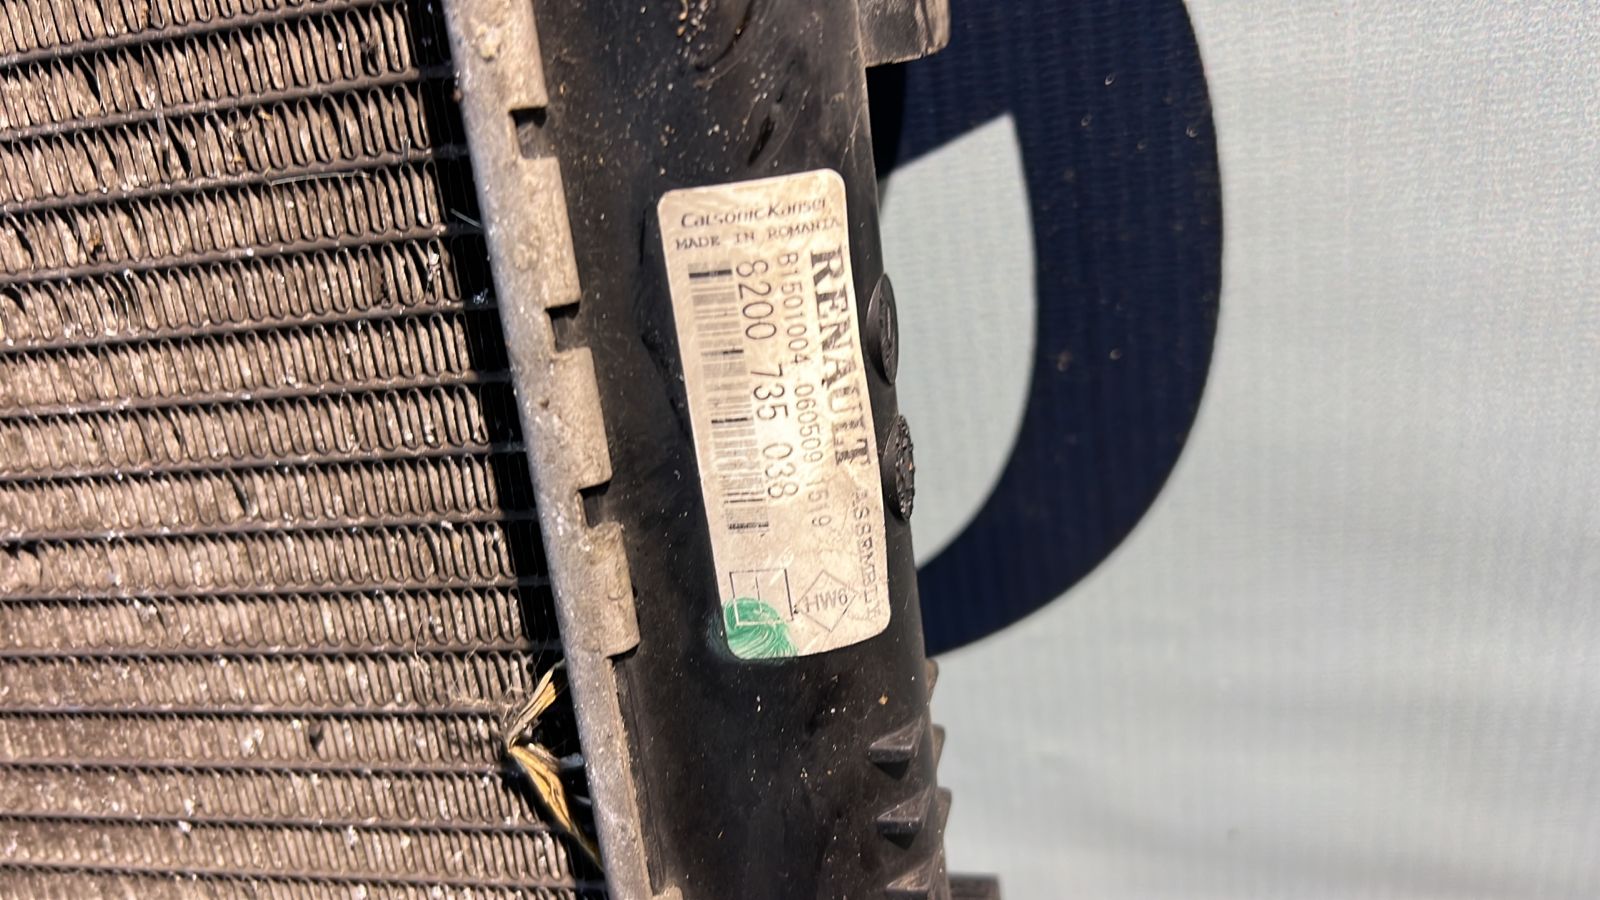 CalsonicKansei
MADE IN ROMANIA
RENAULT ASSEMBLY
B1501004 060509 1519
8200 735 038
HW6